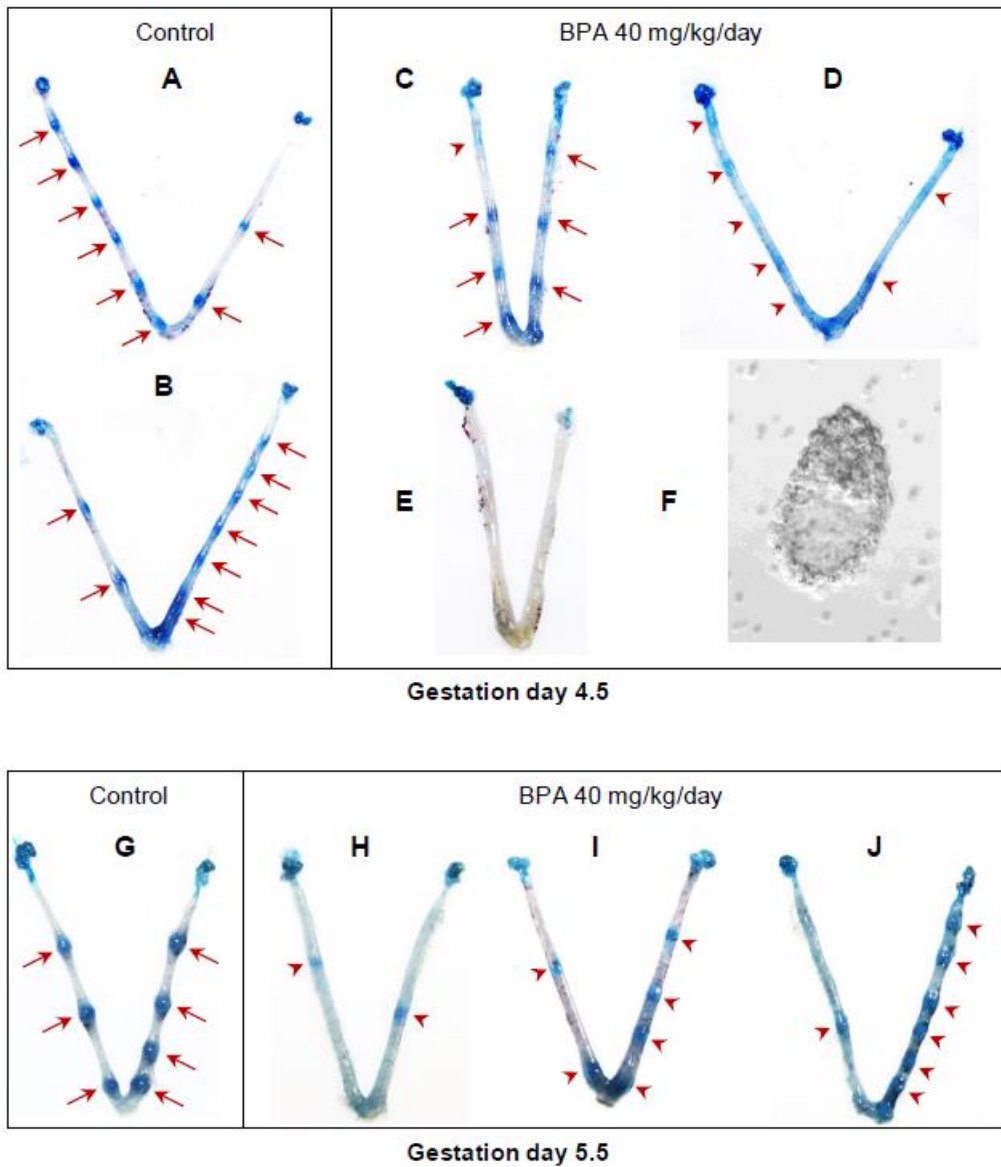 Control
BPA 40 mg/kg/day
A
C
D
B
E
F
Gestation day 4.5
Control
BPA 40 mg/kg/day
G
H
I
J
Gestation day 5.5